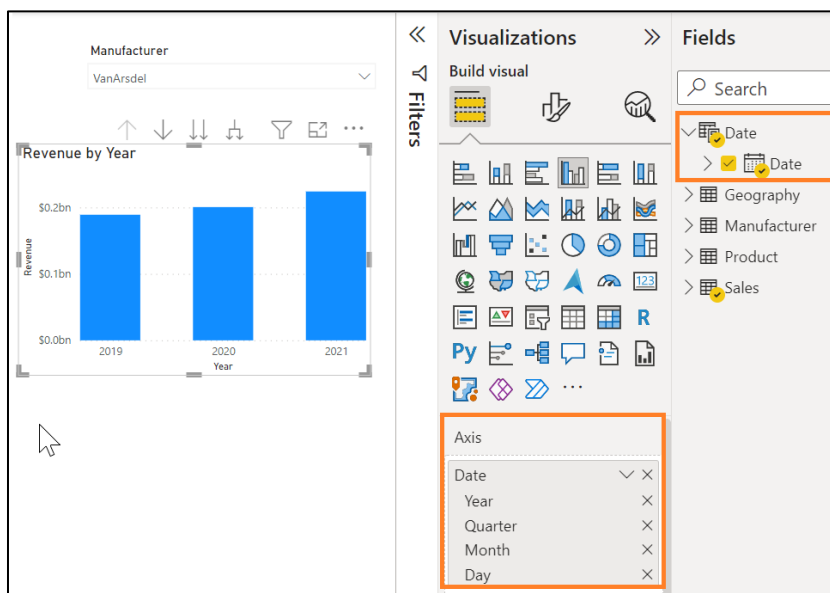 Manufacturer
VanArsdel
Revenue by Year
$0.2bn
$0.1bn
$0.0bn
Revenue
2019 2020 2021
Year
Filters
Visualizations
Build visual
123
R
Py
Axis
Date
Year
Quarter
Month
Day
Fields
Search
Date
Date
Geography
Manufacturer
Product
Sales